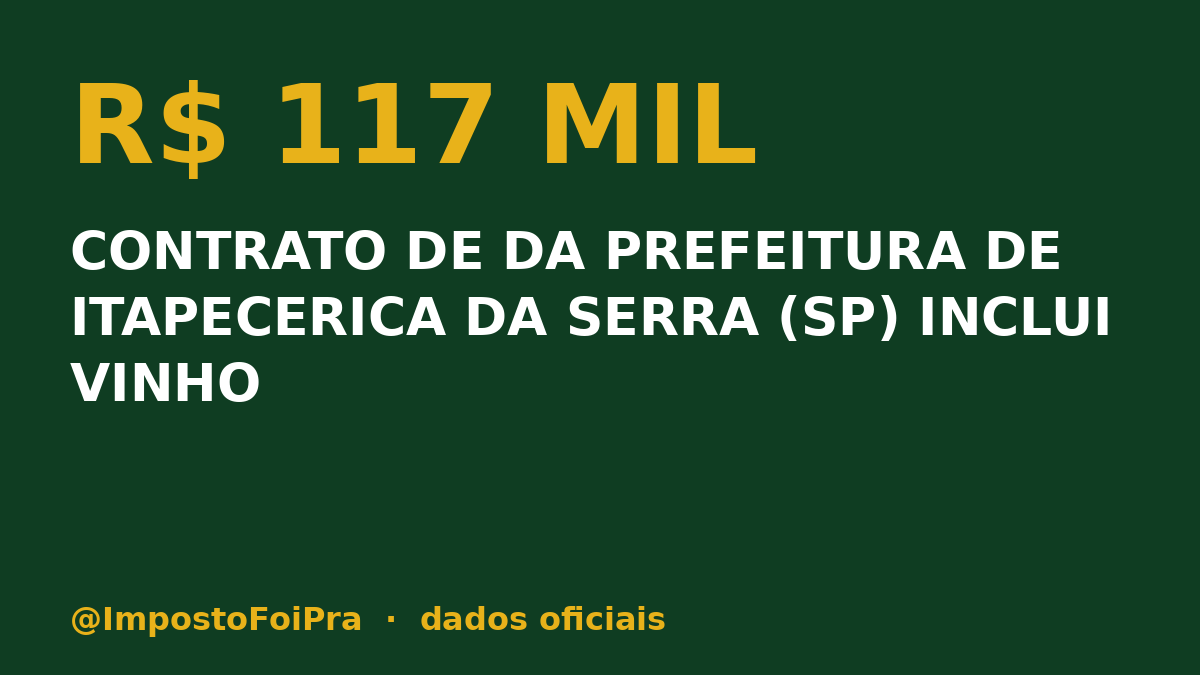 R$ 117 MIL
CONTRATO DE DA PREFEITURA DE
ITAPECERICA DA SERRA (SP) INCLUI
VINHO
@ImpostoFoiPra · dados oficiais